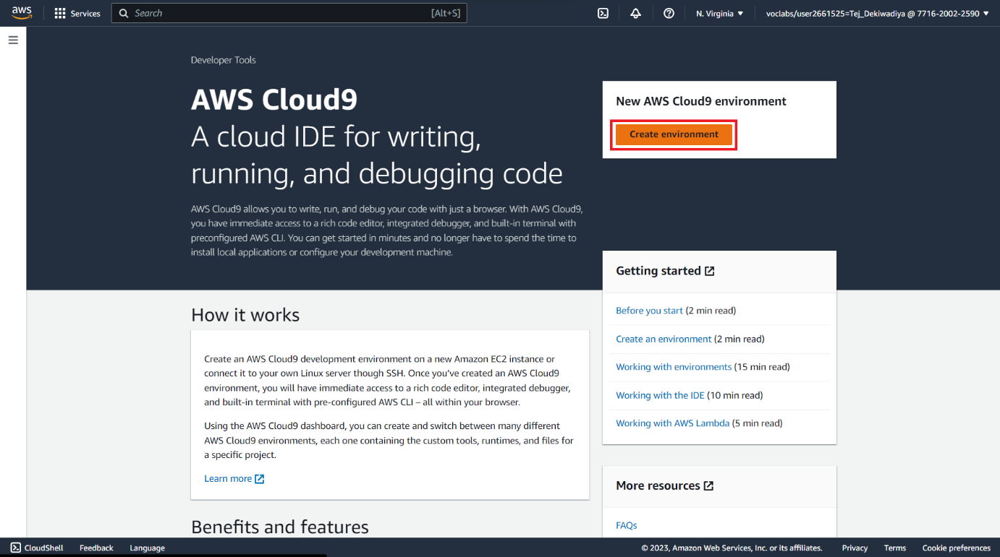 aws
Services
Search
[Alt+S]
N. Virginia
voclabs/user2661525=Tej_Dekiwadiya @ 7716-2002-2590
Developer Tools
AWS Cloud9
A cloud IDE for writing,
running, and debugging code
AWS Cloud9 allows you to write, run, and debug your code with just a browser. With AWS Cloud9,
you have immediate access to a rich code editor, integrated debugger, and built-in terminal with
preconfigured AWS CLI. You can get started in minutes and no longer have to spend the time to
install local applications or configure your development machine.
New AWS Cloud9 environment
Create environment
Getting started
Before you start (2 min read)
Create an environment (2 min read)
Working with environments (15 min read)
Working with the IDE (10 min read)
Working with AWS Lambda (5 min read)
How it works
Create an AWS Cloud9 development environment on a new Amazon EC2 instance or
connect it to your own Linux server though SSH. Once you’ve created an AWS Cloud9
environment, you will have immediate access to a rich code editor, integrated debugger,
and built-in terminal with pre-configured AWS CLI – all within your browser.
Using the AWS Cloud9 dashboard, you can create and switch between many different
AWS Cloud9 environments, each one containing the custom tools, runtimes, and files for
a specific project.
Learn more
More resources
FAQs
Benefits and features
CloudShell
Feedback
Language
© 2023, Amazon Web Services, Inc. or its affiliates.
Privacy
Terms
Cookie preferences